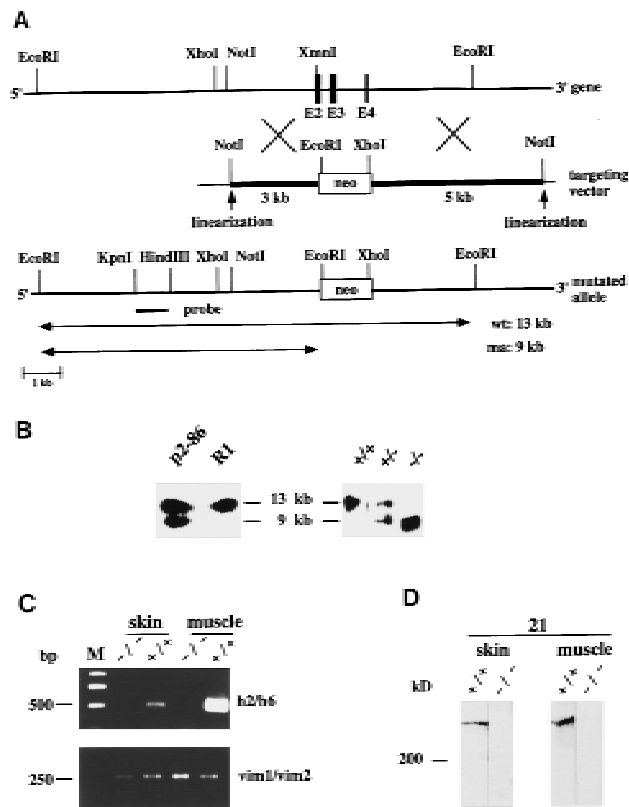 A
EcoRI XhoI NotI XmnI EcoRI
5' 3' gene
E2 E3 E4
NotI EcoRI XhoI NotI
neo targeting
3 kb 5 kb vector
linearization linearization
EcoRI KpnI HindIII XhoI NotI EcoRI XhoI EcoRI
5' neo 3' mutated
allele
probe
wt: 13 kb
mu: 9 kb
1 kb
B
p2-86 R1 +/+ +/- -/-
13 kb
9 kb
C
skin muscle
bp M -/- +/+ -/- +/+
500 h2/h6
250 vim1/vim2
D
21
skin muscle
kD +/+ -/- +/+ -/-
200